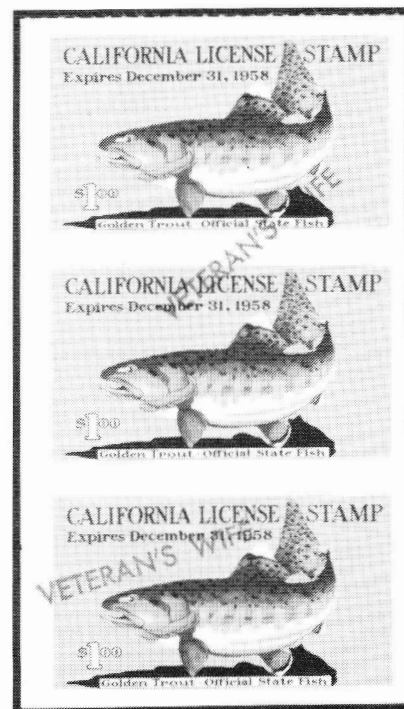 CALIFORNIA LICENSE STAMP
Expires December 31, 1958
$1.00
Golden Trout Official State Fish
VETERAN'S WIFE
CALIFORNIA LICENSE STAMP
Expires December 31, 1958
$1.00
Golden Trout Official State Fish
CALIFORNIA LICENSE STAMP
Expires December 31, 1958
VETERAN'S WIFE
$1.00
Golden Trout Official State Fish